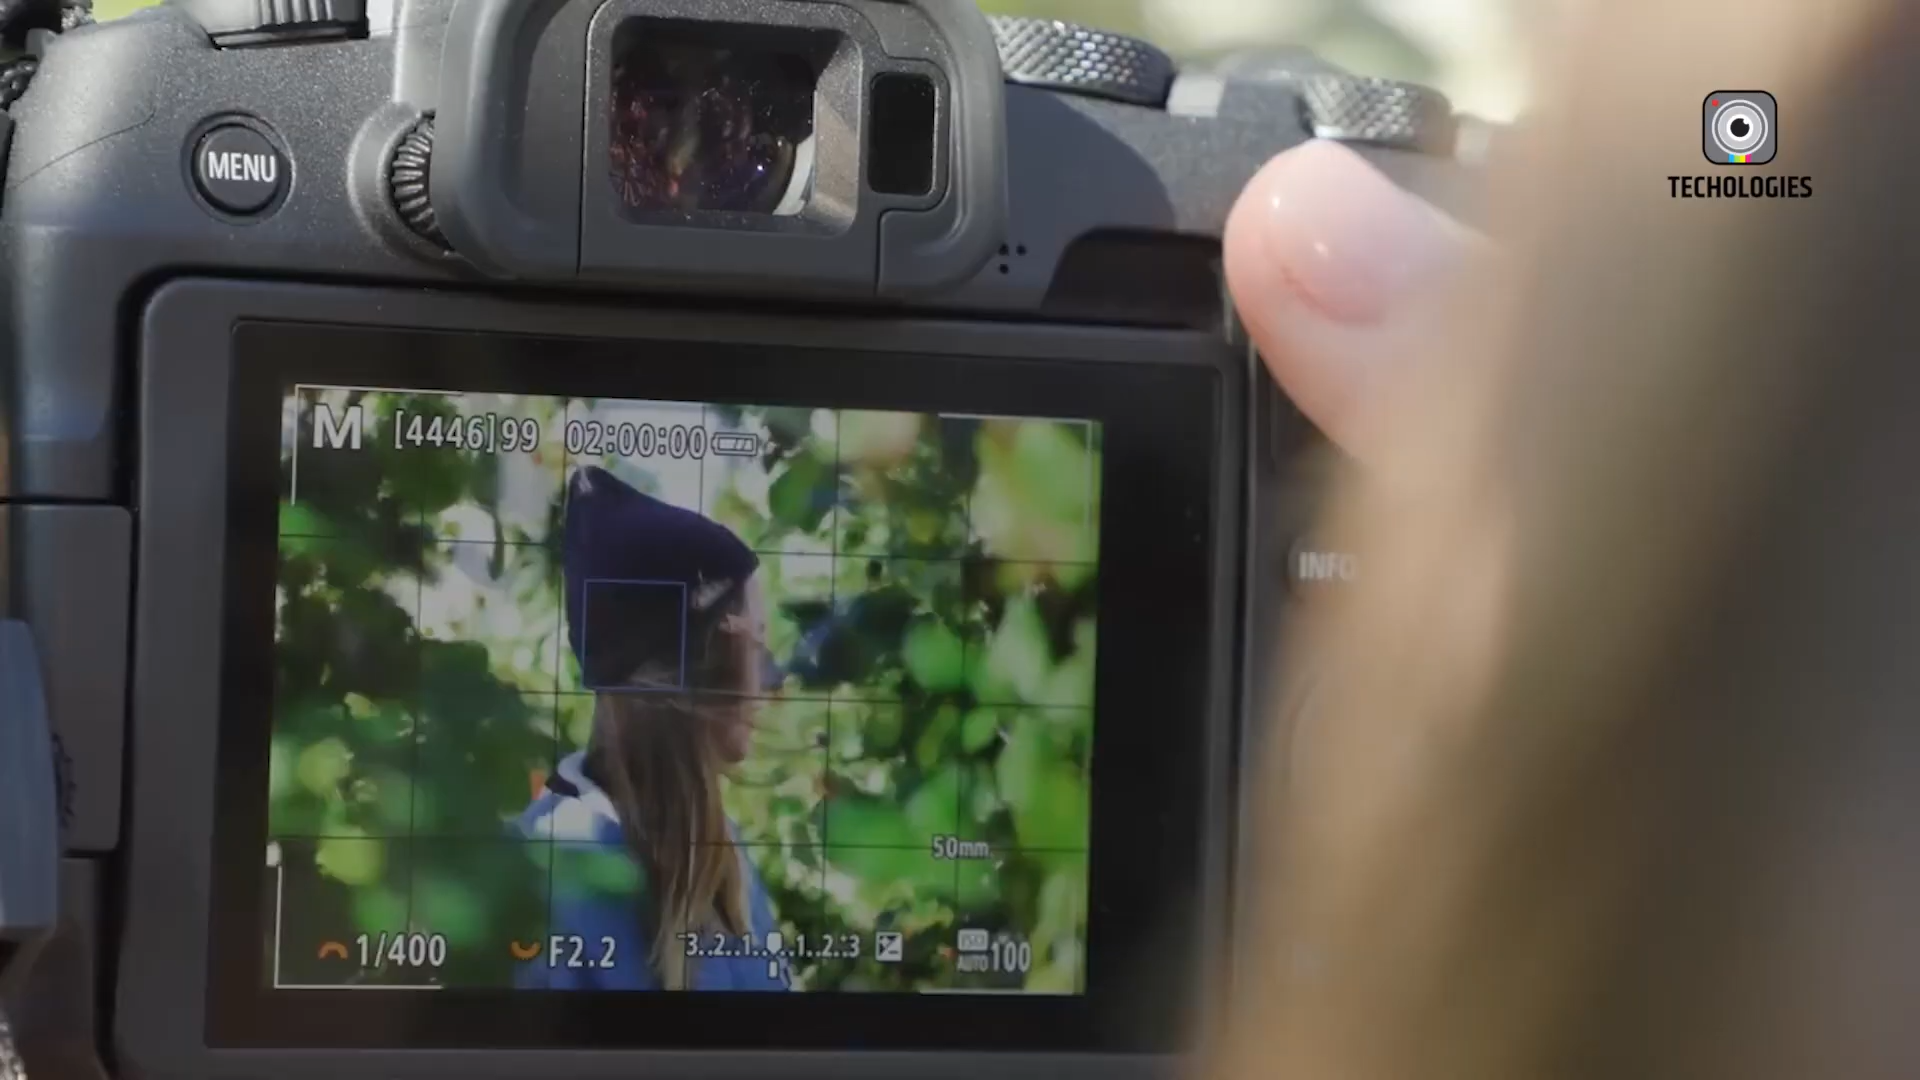 MENU
TECHOLOGIES
M [4446]99 02:00:00
INFO
50mm
1/400 F2.2 -3..2..1..1..2..3 ISO AUTO 100